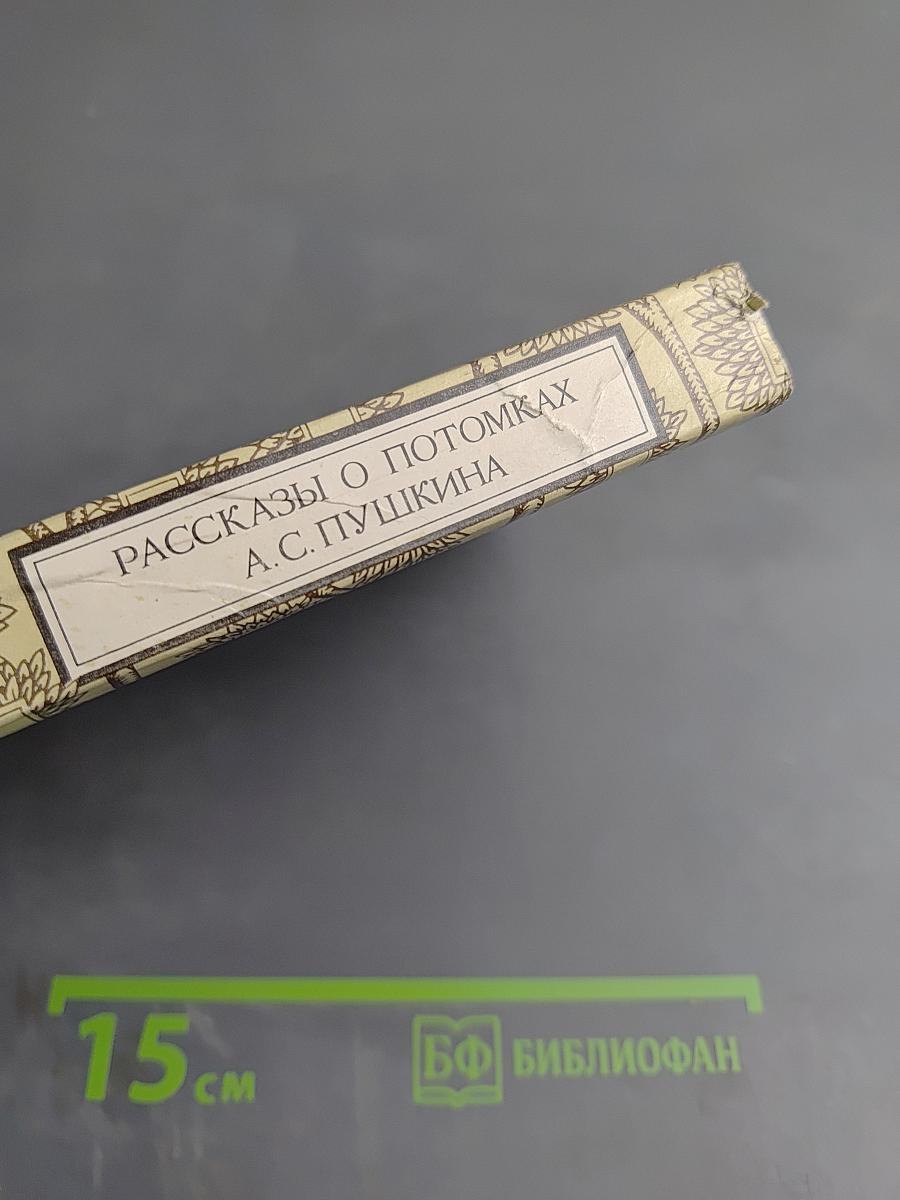 РАССКАЗЫ О ПОТОМКАХ
А.С.ПУШКИНА
15 см
БФ БИБЛИОФАН